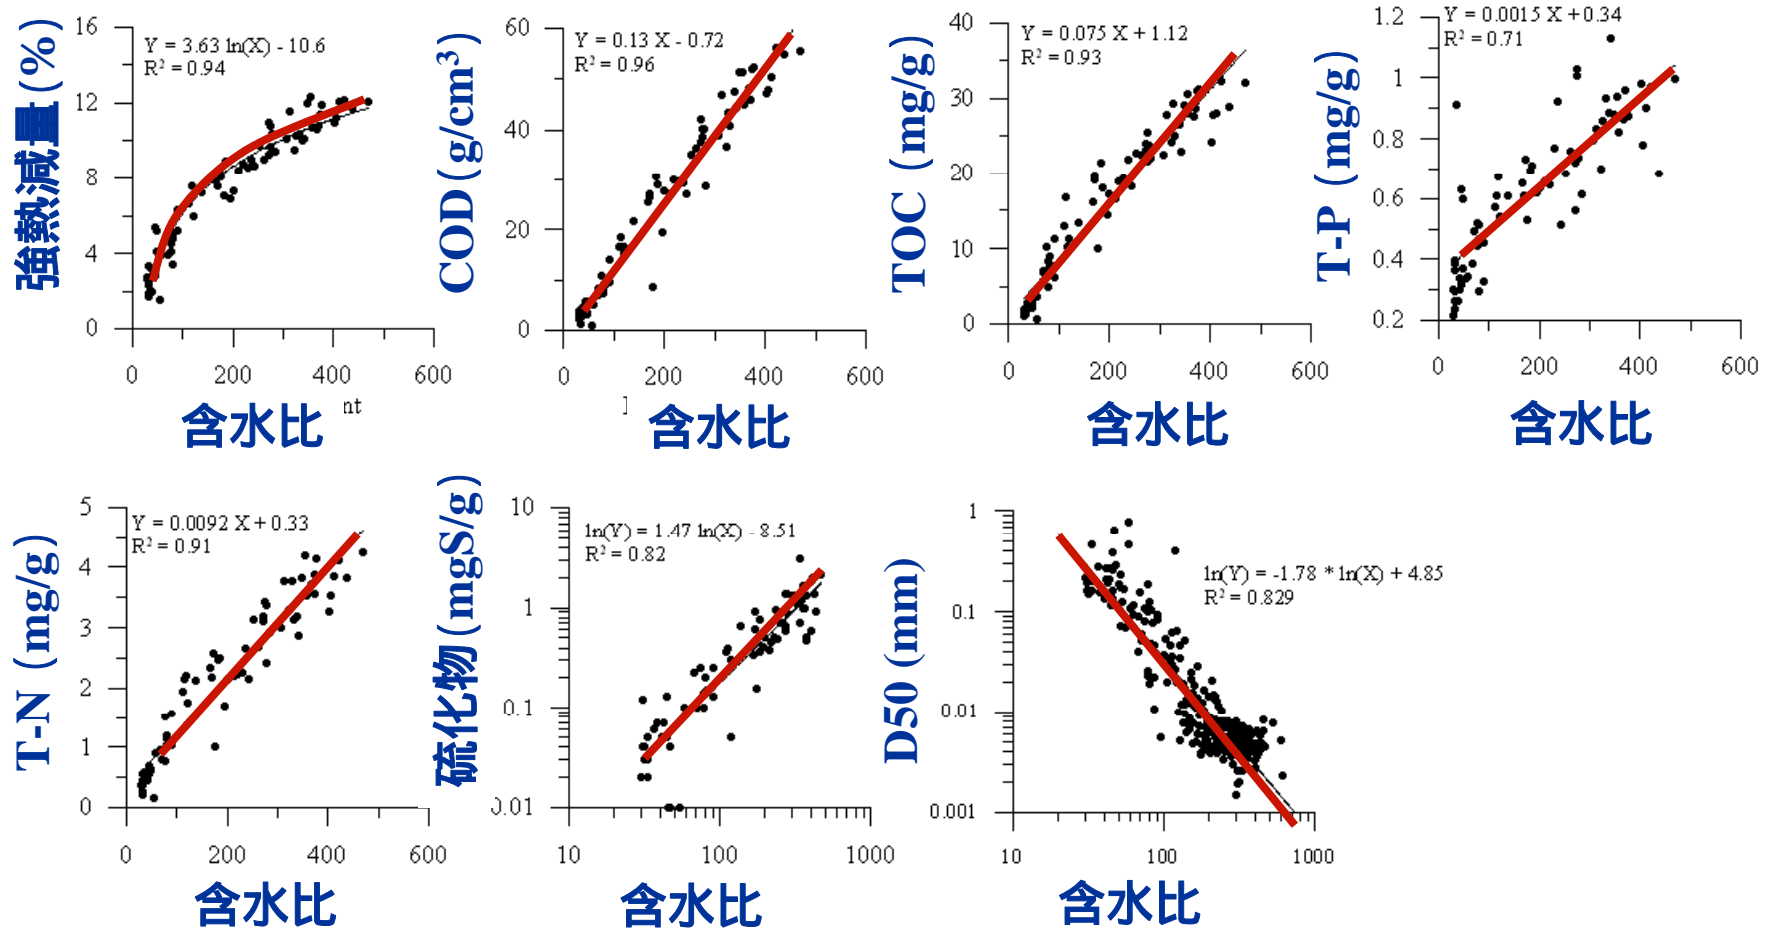 強熱減量(%)
16
12
8
4
0
Y = 3.63 ln(X) - 10.6
R² = 0.94
0 200 400 600
nt
含水比
COD(g/cm³)
60
40
20
0
Y = 0.13 X - 0.72
R² = 0.96
0 200 400 600
含水比
TOC (mg/g)
40
30
20
10
0
Y = 0.075 X + 1.12
R² = 0.93
0 200 400 600
含水比
T-P (mg/g)
1.2
1
0.8
0.6
0.4
0.2
Y = 0.0015 X + 0.34
R² = 0.71
0 200 400 600
含水比
T-N (mg/g)
5
4
3
2
1
0
Y = 0.0092 X + 0.33
R² = 0.91
0 200 400 600
含水比
硫化物(mgS/g)
10
1
0.1
0.01
ln(Y) = 1.47 ln(X) - 8.51
R² = 0.82
10 100 1000
含水比
D50 (mm)
1
0.1
0.01
0.001
ln(Y) = -1.78 * ln(X) + 4.85
R² = 0.829
10 100 1000
含水比